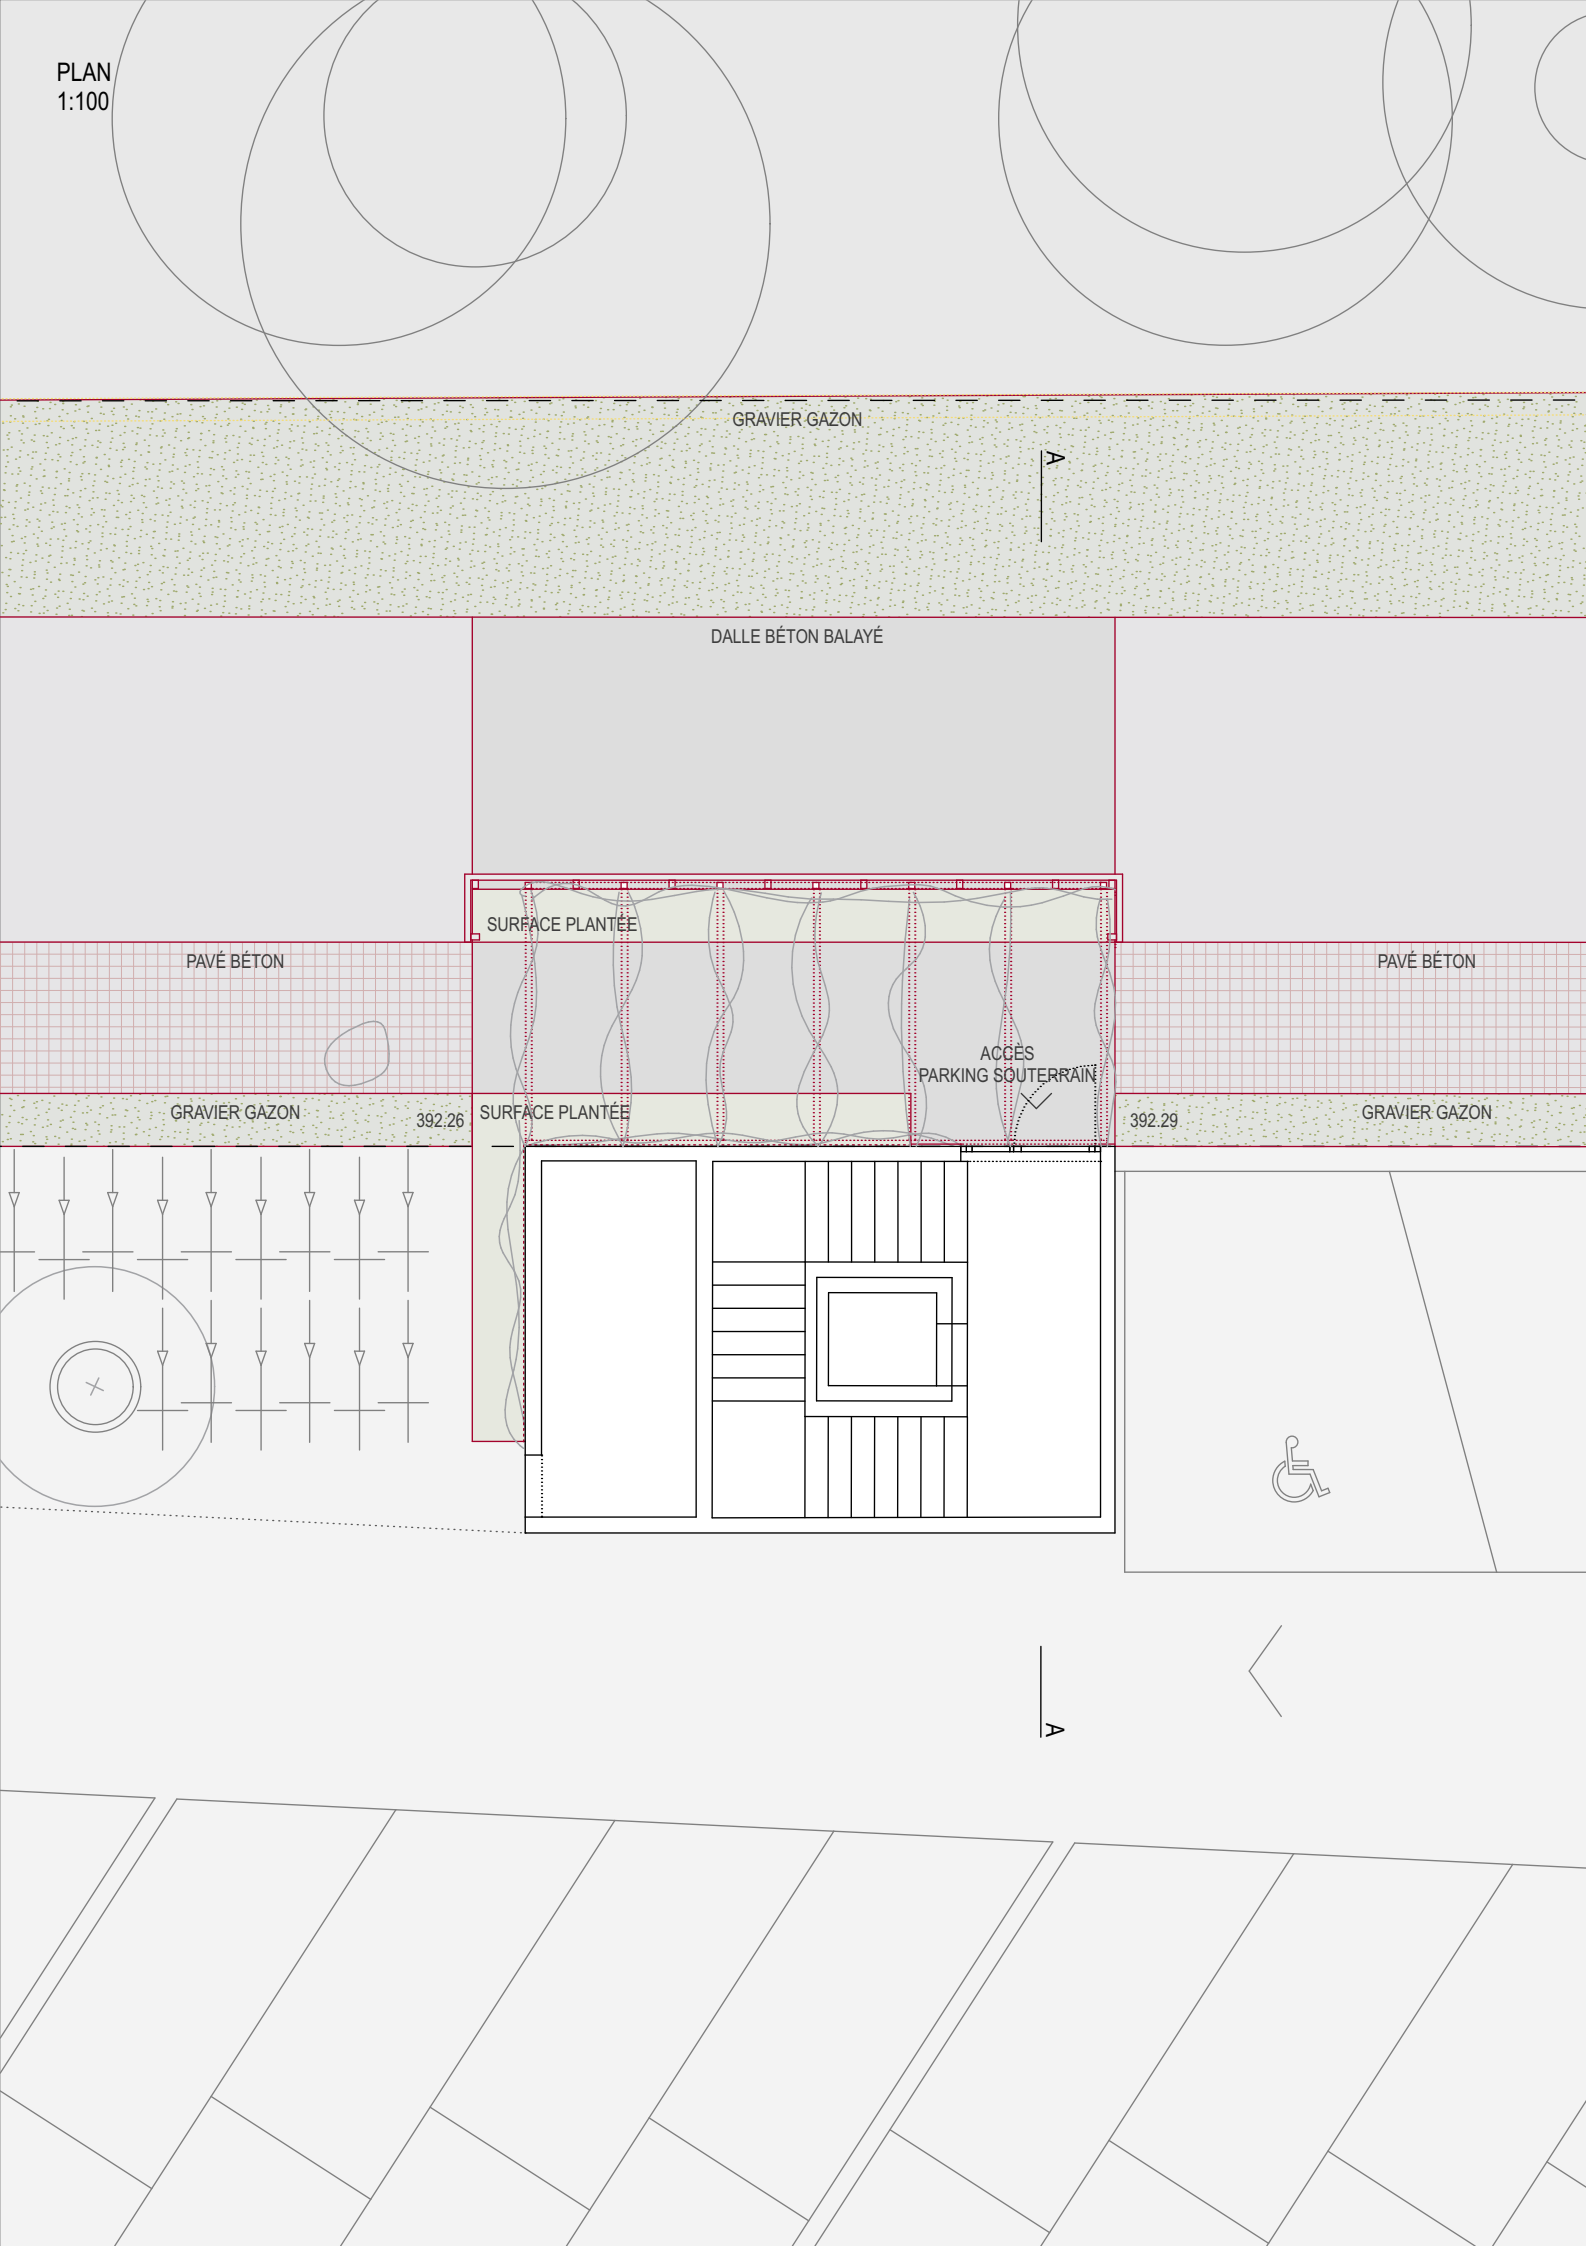 PLAN
1:100
GRAVIER GAZON
A
DALLE BÉTON BALAYÉ
SURFACE PLANTÉE
PAVÉ BÉTON
PAVÉ BÉTON
ACCÈS
PARKING SOUTERRAIN
GRAVIER GAZON
392.26
SURFACE PLANTÉE
392.29
GRAVIER GAZON
A